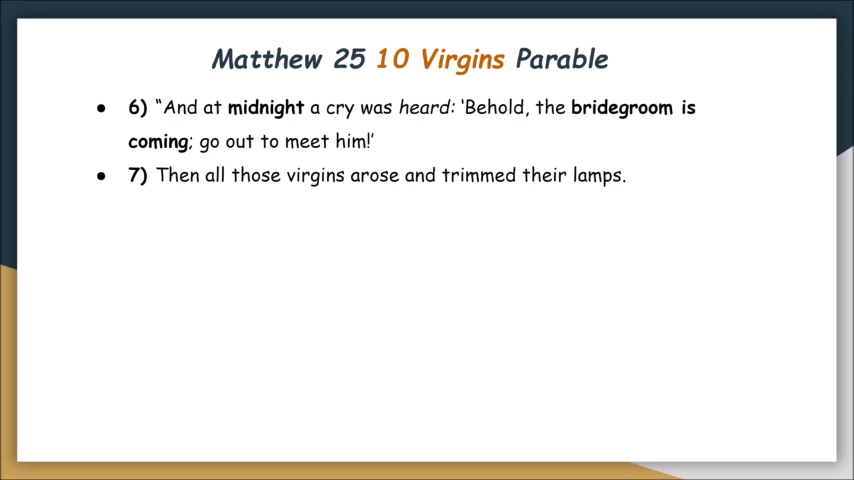 Matthew 25 10 Virgins Parable
● 6) “And at midnight a cry was heard: ‘Behold, the bridegroom is
coming; go out to meet him!’
● 7) Then all those virgins arose and trimmed their lamps.